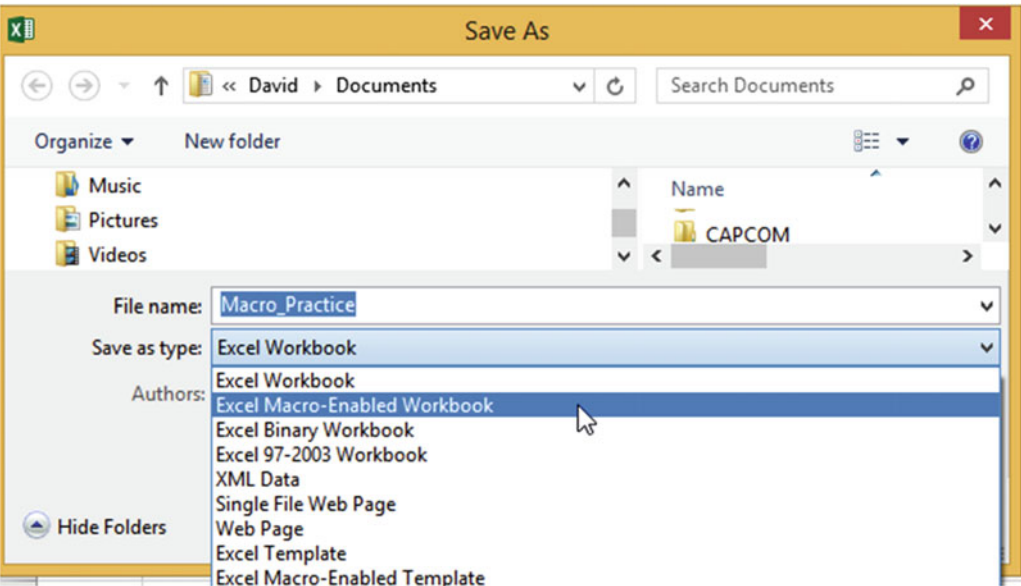 Save As
« David Documents
Search Documents
Organize
New folder
Music
Pictures
Videos
Name
CAPCOM
File name: Macro_Practice
Save as type: Excel Workbook
Authors:
Excel Workbook
Excel Macro-Enabled Workbook
Excel Binary Workbook
Excel 97-2003 Workbook
XML Data
Single File Web Page
Web Page
Excel Template
Excel Macro-Enabled Template
Hide Folders